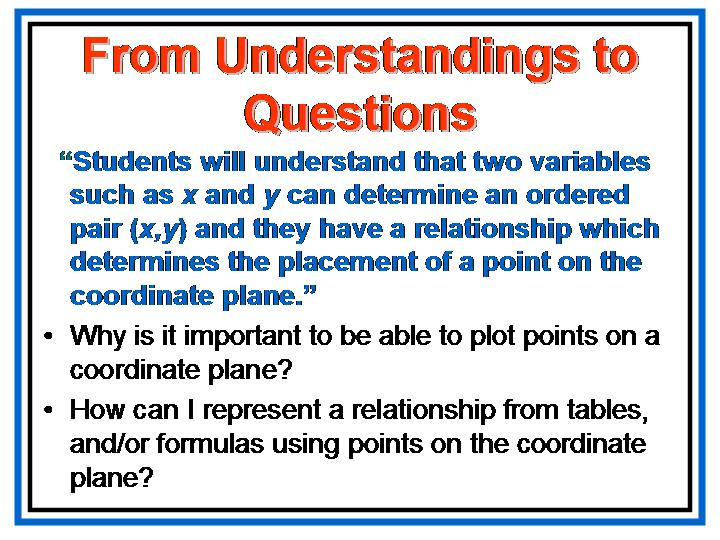 From Understandings to
Questions
“Students will understand that two variables
such as x and y can determine an ordered
pair (x,y) and they have a relationship which
determines the placement of a point on the
coordinate plane.”
• Why is it important to be able to plot points on a
coordinate plane?
• How can I represent a relationship from tables,
and/or formulas using points on the coordinate
plane?